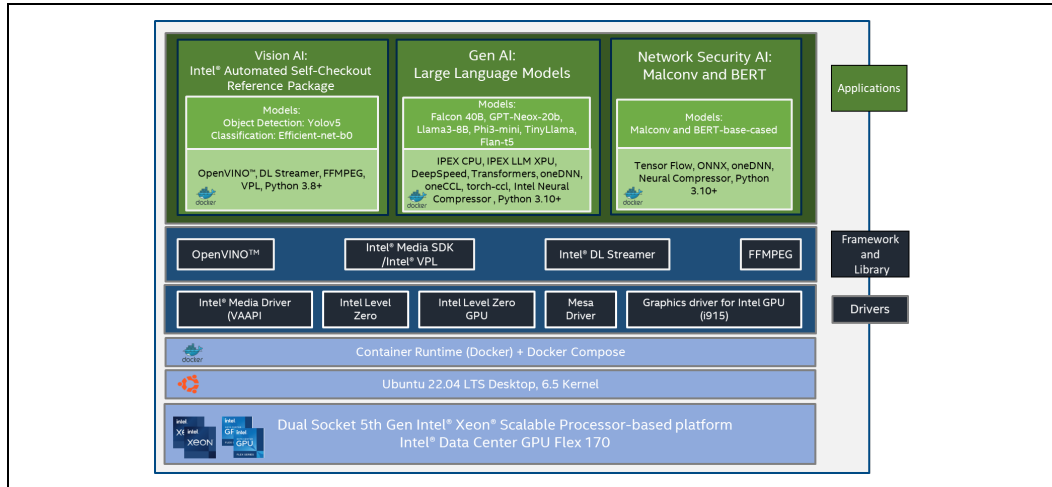 Vision AI:
Intel® Automated Self-Checkout
Reference Package
Models:
Object Detection: Yolov5
Classification: Efficient-net-b0
OpenVINO™, DL Streamer, FFMPEG,
VPL, Python 3.8+
docker
Gen AI:
Large Language Models
Models:
Falcon 40B, GPT-Neox-20b,
Llama3-8B, Phi3-mini, TinyLlama,
Flan-t5
IPEX CPU, IPEX LLM XPU,
DeepSpeed, Transformers, oneDNN,
oneCCL, torch-ccl, Intel Neural
Compressor , Python 3.10+
docker
Network Security AI:
Malconv and BERT
Models:
Malconv and BERT-base-cased
Tensor Flow, ONNX, oneDNN,
Neural Compressor, Python
3.10+
docker
Applications
OpenVINO™
Intel® Media SDK
/Intel® VPL
Intel® DL Streamer
FFMPEG
Framework
and
Library
Intel® Media Driver
(VAAPI
Intel Level
Zero
Intel Level Zero
GPU
Mesa
Driver
Graphics driver for Intel GPU
(i915)
Drivers
docker
Container Runtime (Docker) + Docker Compose
Ubuntu 22.04 LTS Desktop, 6.5 Kernel
intel
intel
XEON
intel
intel
GPU
Dual Socket 5th Gen Intel® Xeon® Scalable Processor-based platform
Intel® Data Center GPU Flex 170